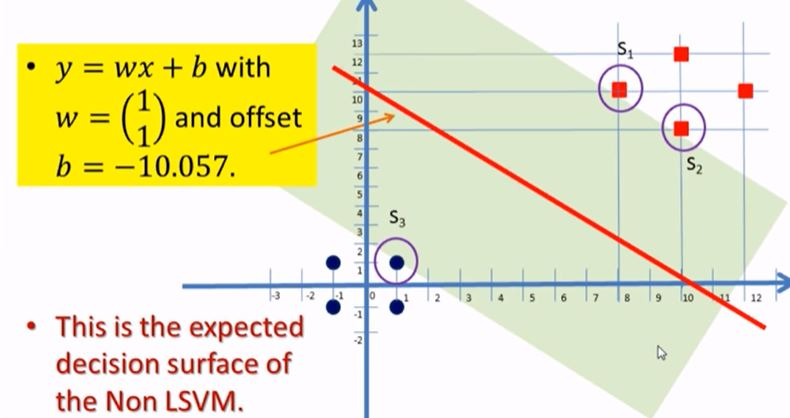 • y = wx + b with
w = (1 1) and offset
b = −10.057.
• This is the expected
decision surface of
the Non LSVM.
S₁
S₂
S₃
13
12
10
9
8
7
6
5
4
3
2
1
-1
-2
-3 -2 -1 0 1 2 3 4 5 6 7 8 9 10 11 12